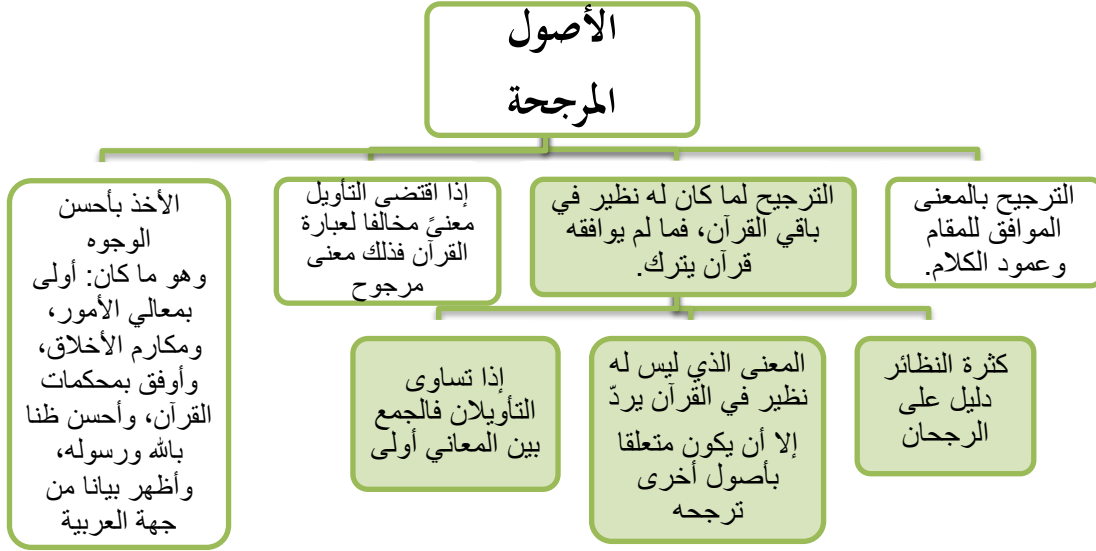 الأصول
المرجحة
الترجيح بالمعنى
الموافق للمقام
وعمود الكلام.
الترجيح لما كان له نظير في
باقي القرآن، فما لم يوافقه
قرآن يترك.
إذا اقتضى التأويل
معنىً مخالفا لعبارة
القرآن فذلك معنى
مرجوح
الأخذ بأحسن
الوجوه
وهو ما كان: أولى
بمعالي الأمور،
ومكارم الأخلاق،
وأوفق بمحكمات
القرآن، وأحسن ظنا
بالله ورسوله،
وأظهر بيانا من
جهة العربية
كثرة النظائر
دليل على
الرجحان
المعنى الذي ليس له
نظير في القرآن يردّ
إلا أن يكون متعلقا
بأصول أخرى
ترجحه
إذا تساوى
التأويلان فالجمع
بين المعاني أولى